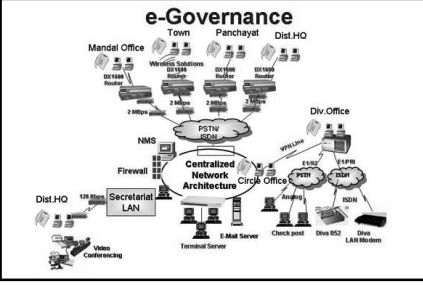 e-Governance
Mandal Office
Town
Panchayat
Dist.HQ
Wireless Solutions
DX1600
Router
DX1600
Router
DX1600
Router
DX1600
Router
2 MBps
2 MBps
2 MBps
2 MBps
PSTN/
ISDN
Div.Office
NMS
VPN Line
Firewall
Centralized
Network
Architecture
Circle Office
E1/R2
E1/PRI
PSTN
ISDN
Dist.HQ
128 Kbps
Secretariat
LAN
Analog
ISDN
E-Mail Server
Terminal Server
Check post
Diva 852
Diva
LAN Modem
Video
Conferencing